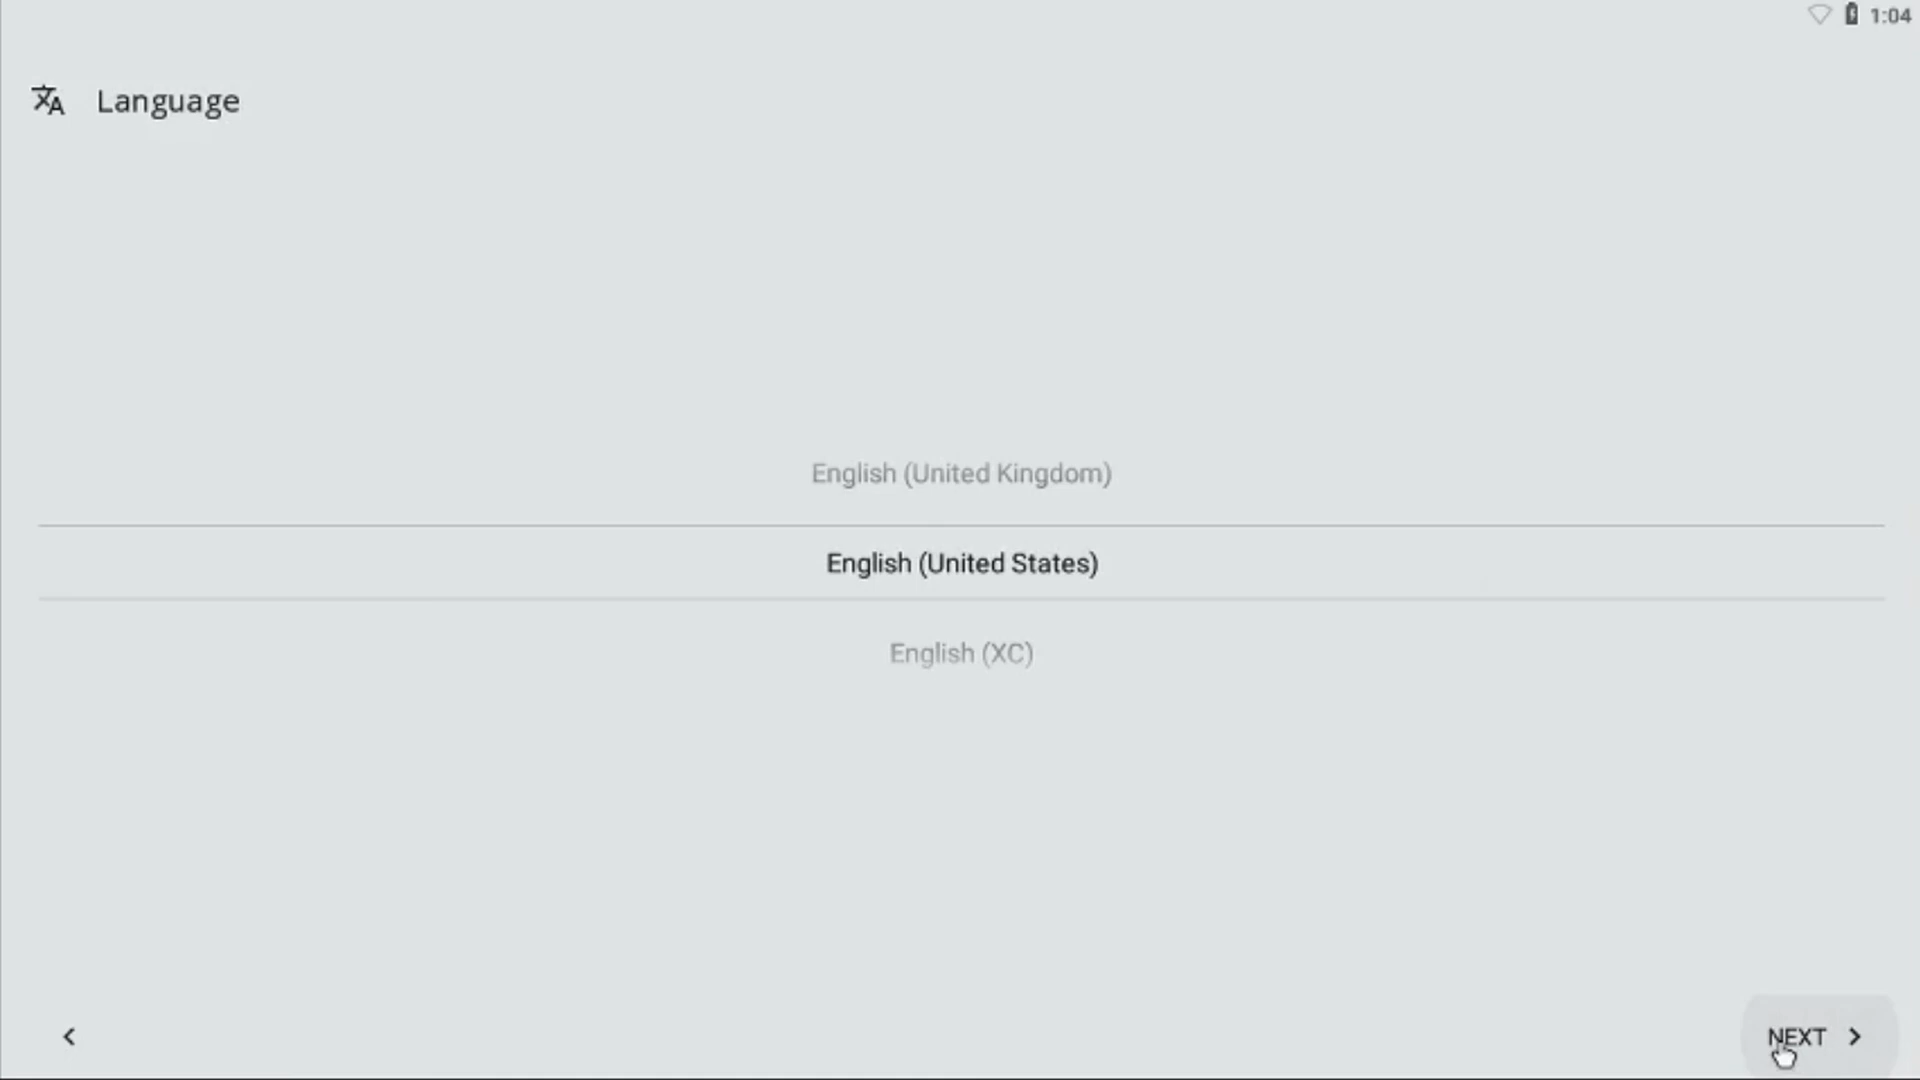 1:04
Language
English (United Kingdom)
English (United States)
English (XC)
NEXT